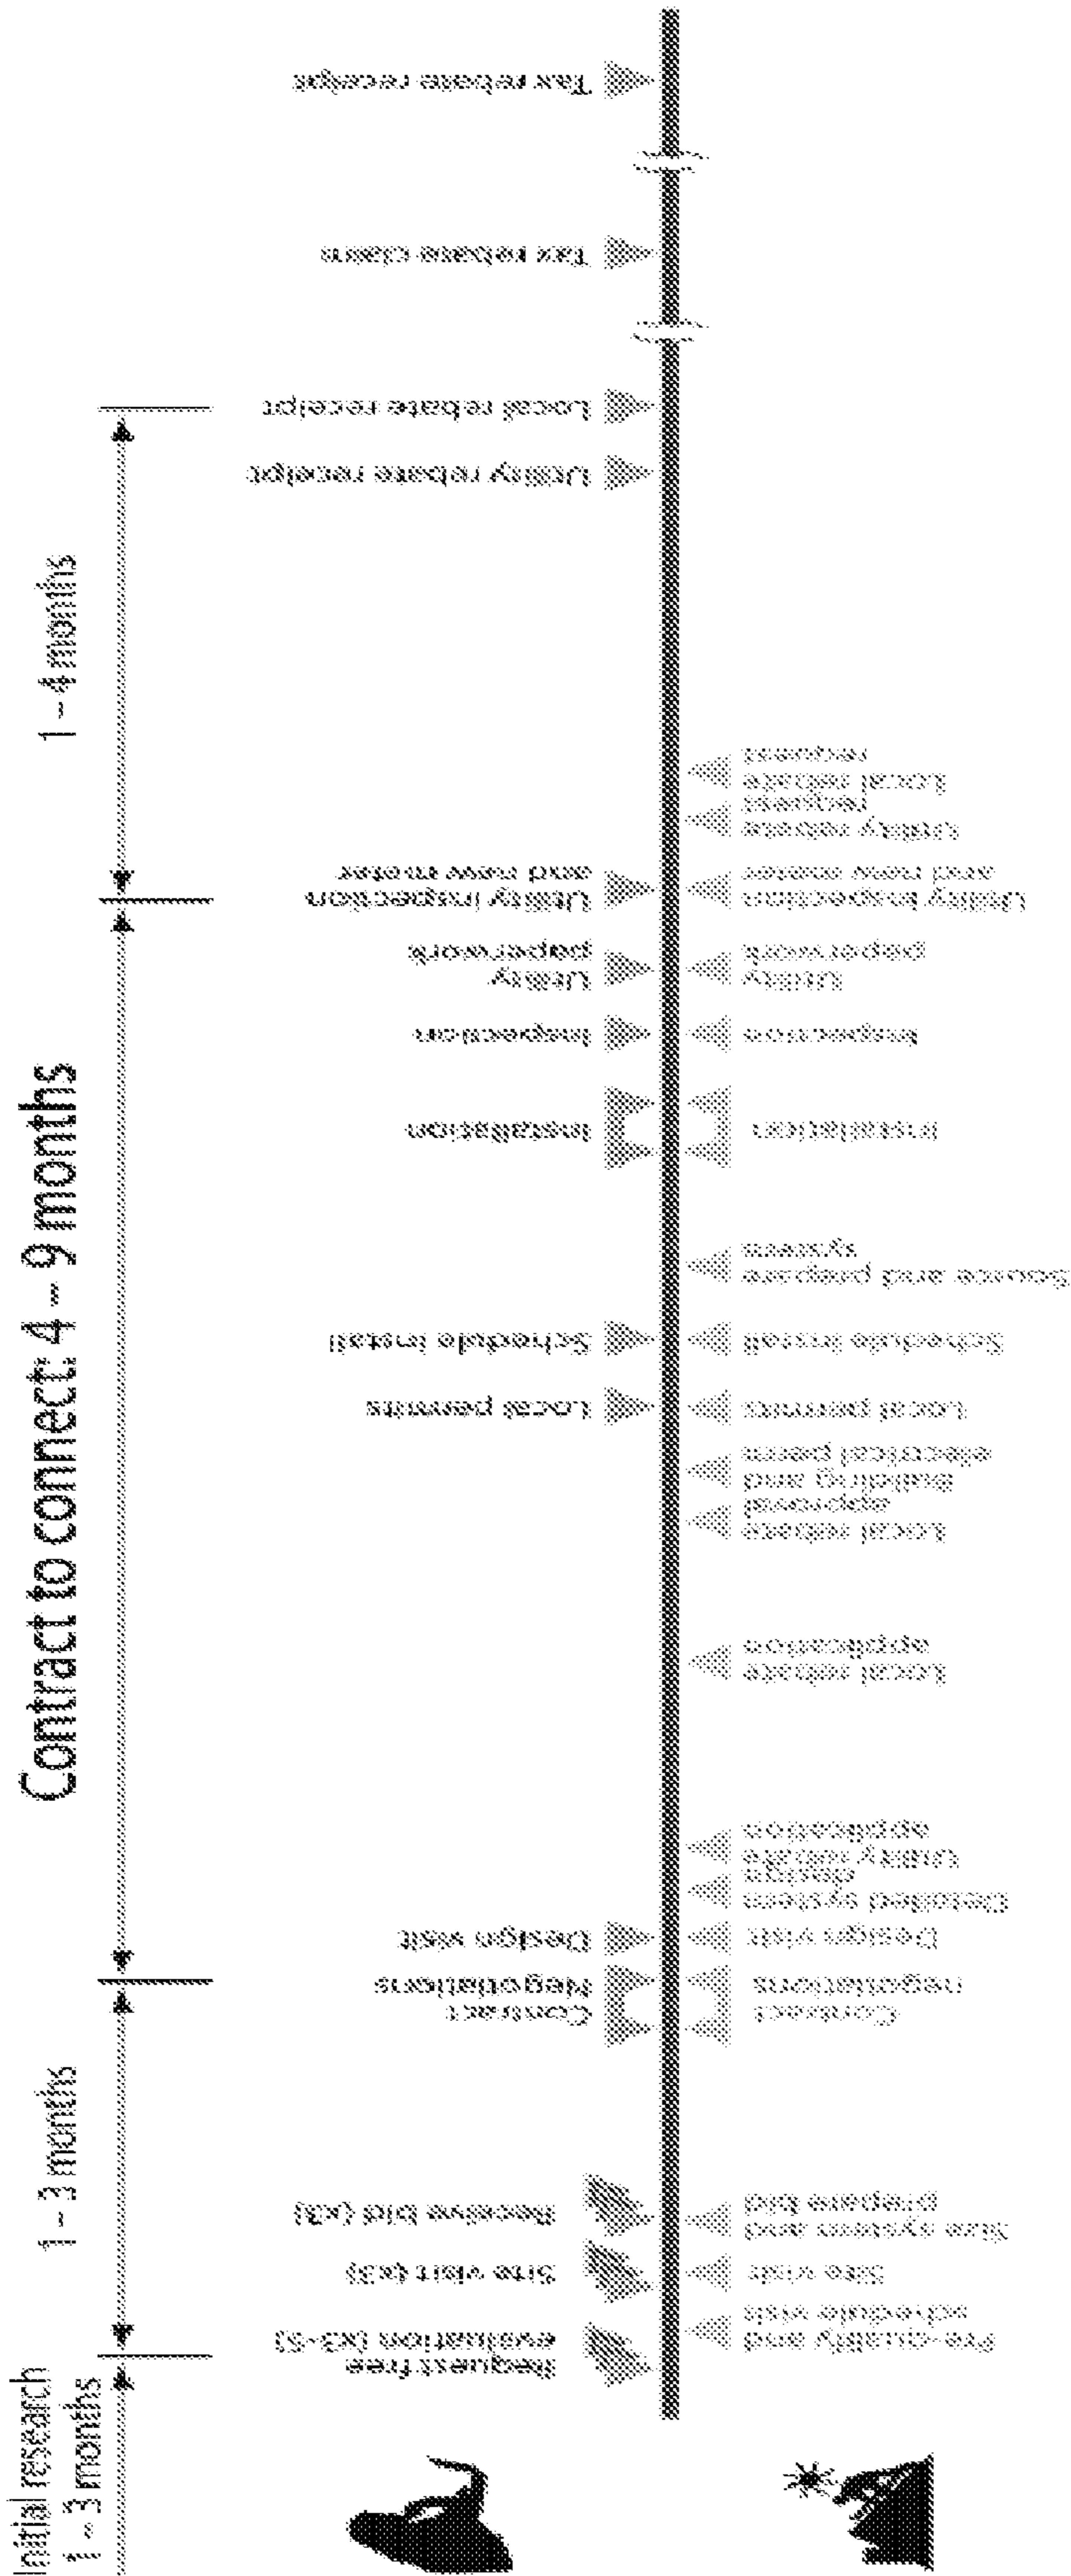 Initial research
1 – 3 months
1 – 3 months
Contract to connect: 4 – 9 months
1 – 4 months
Request free
evaluation (x3-5)
Site visit (x3)
Receive bid (x3)
Contract
Negotiations
Design visit
Local permits
Schedule install
Installation
Inspection
Utility
paperwork
Utility inspection
and new meter
Utility rebate receipt
Local rebate receipt
Tax rebate claim
Tax rebate receipt
Pre-qualify and
schedule visit
Site visit
Size system and
prepare bid
Contract
negotiations
Design visit
Detailed system
design
Utility rebate
application
Local rebate
application
Local rebate
approval
Building and
electrical perm
Local permits
Schedule install
Source and prepare
system
Installation
Inspection
Utility
paperwork
Utility inspection
and new meter
Utility rebate
request
Local rebate
request